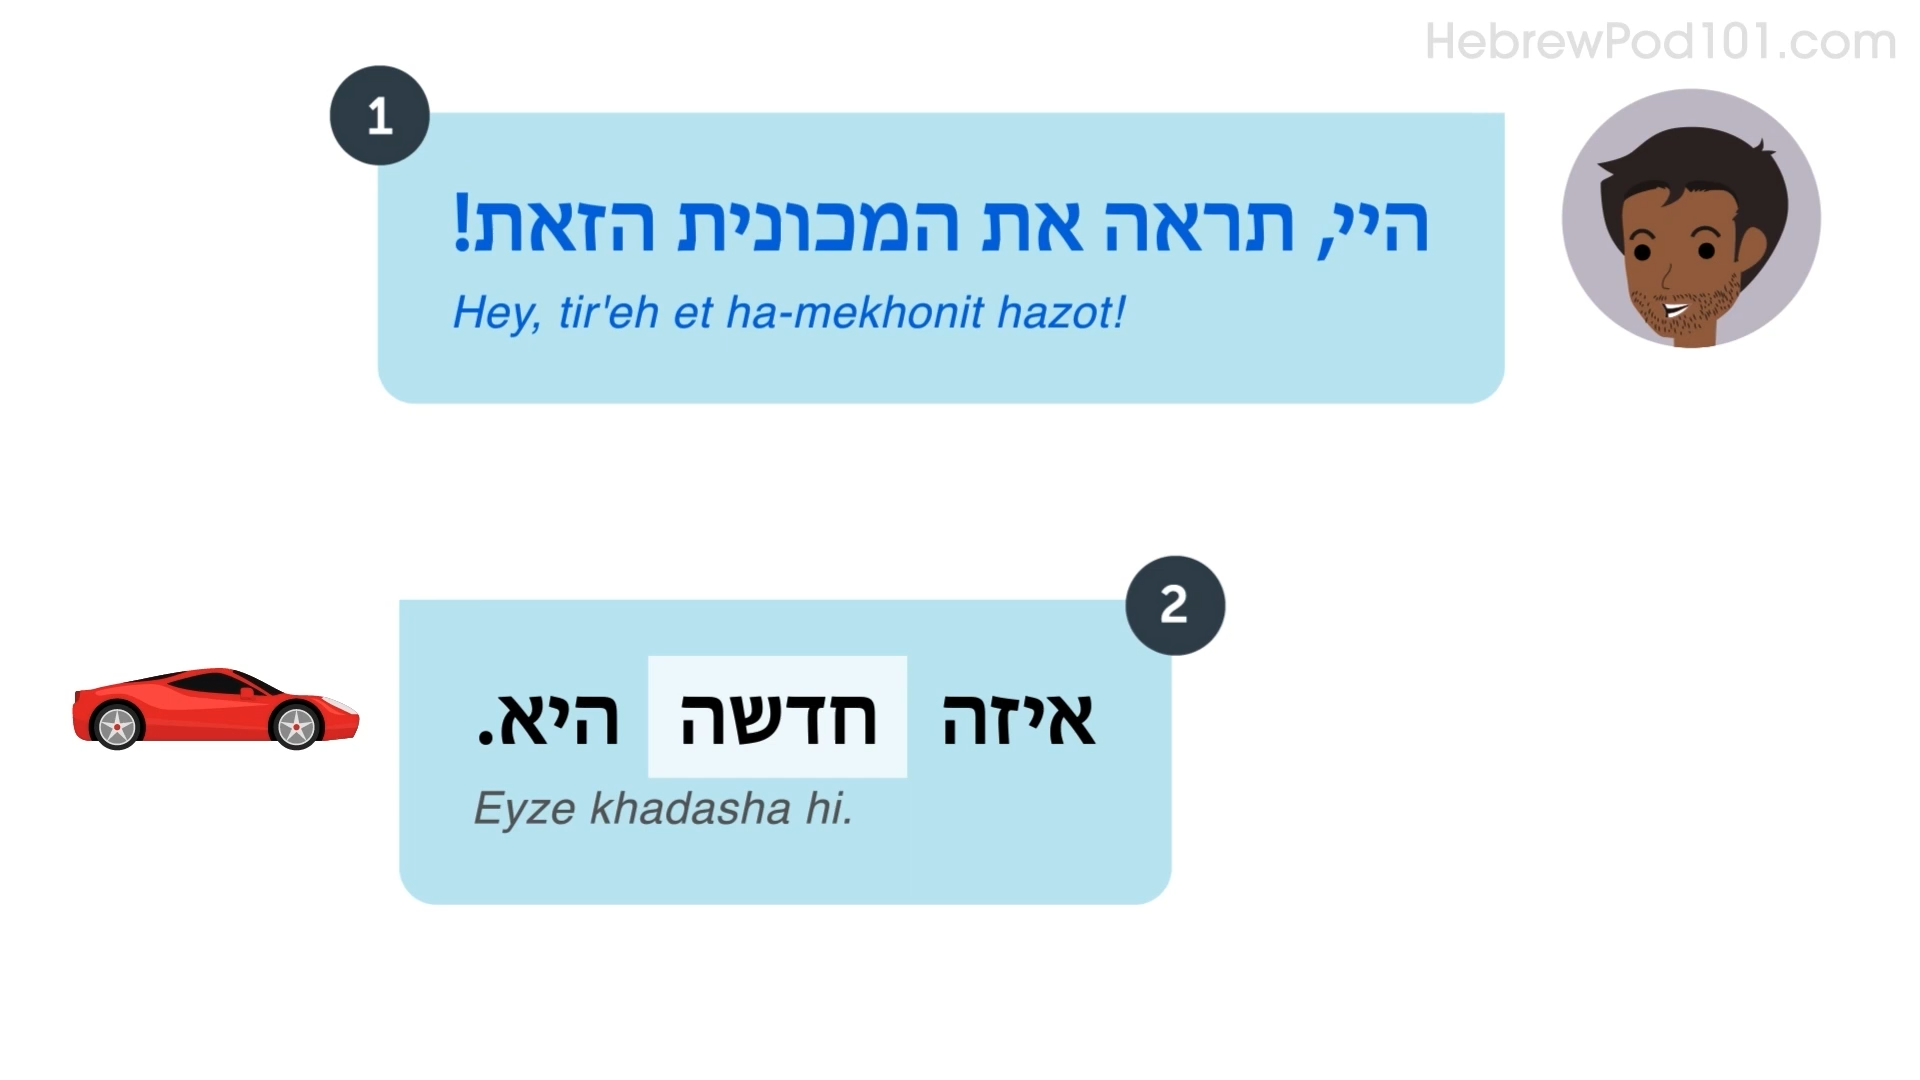 HebrewPod101.com
1
היי, תראה את המכונית הזאת!
Hey, tir'eh et ha-mekhonit hazot!
2
איזה חדשה היא.
Eyze khadasha hi.